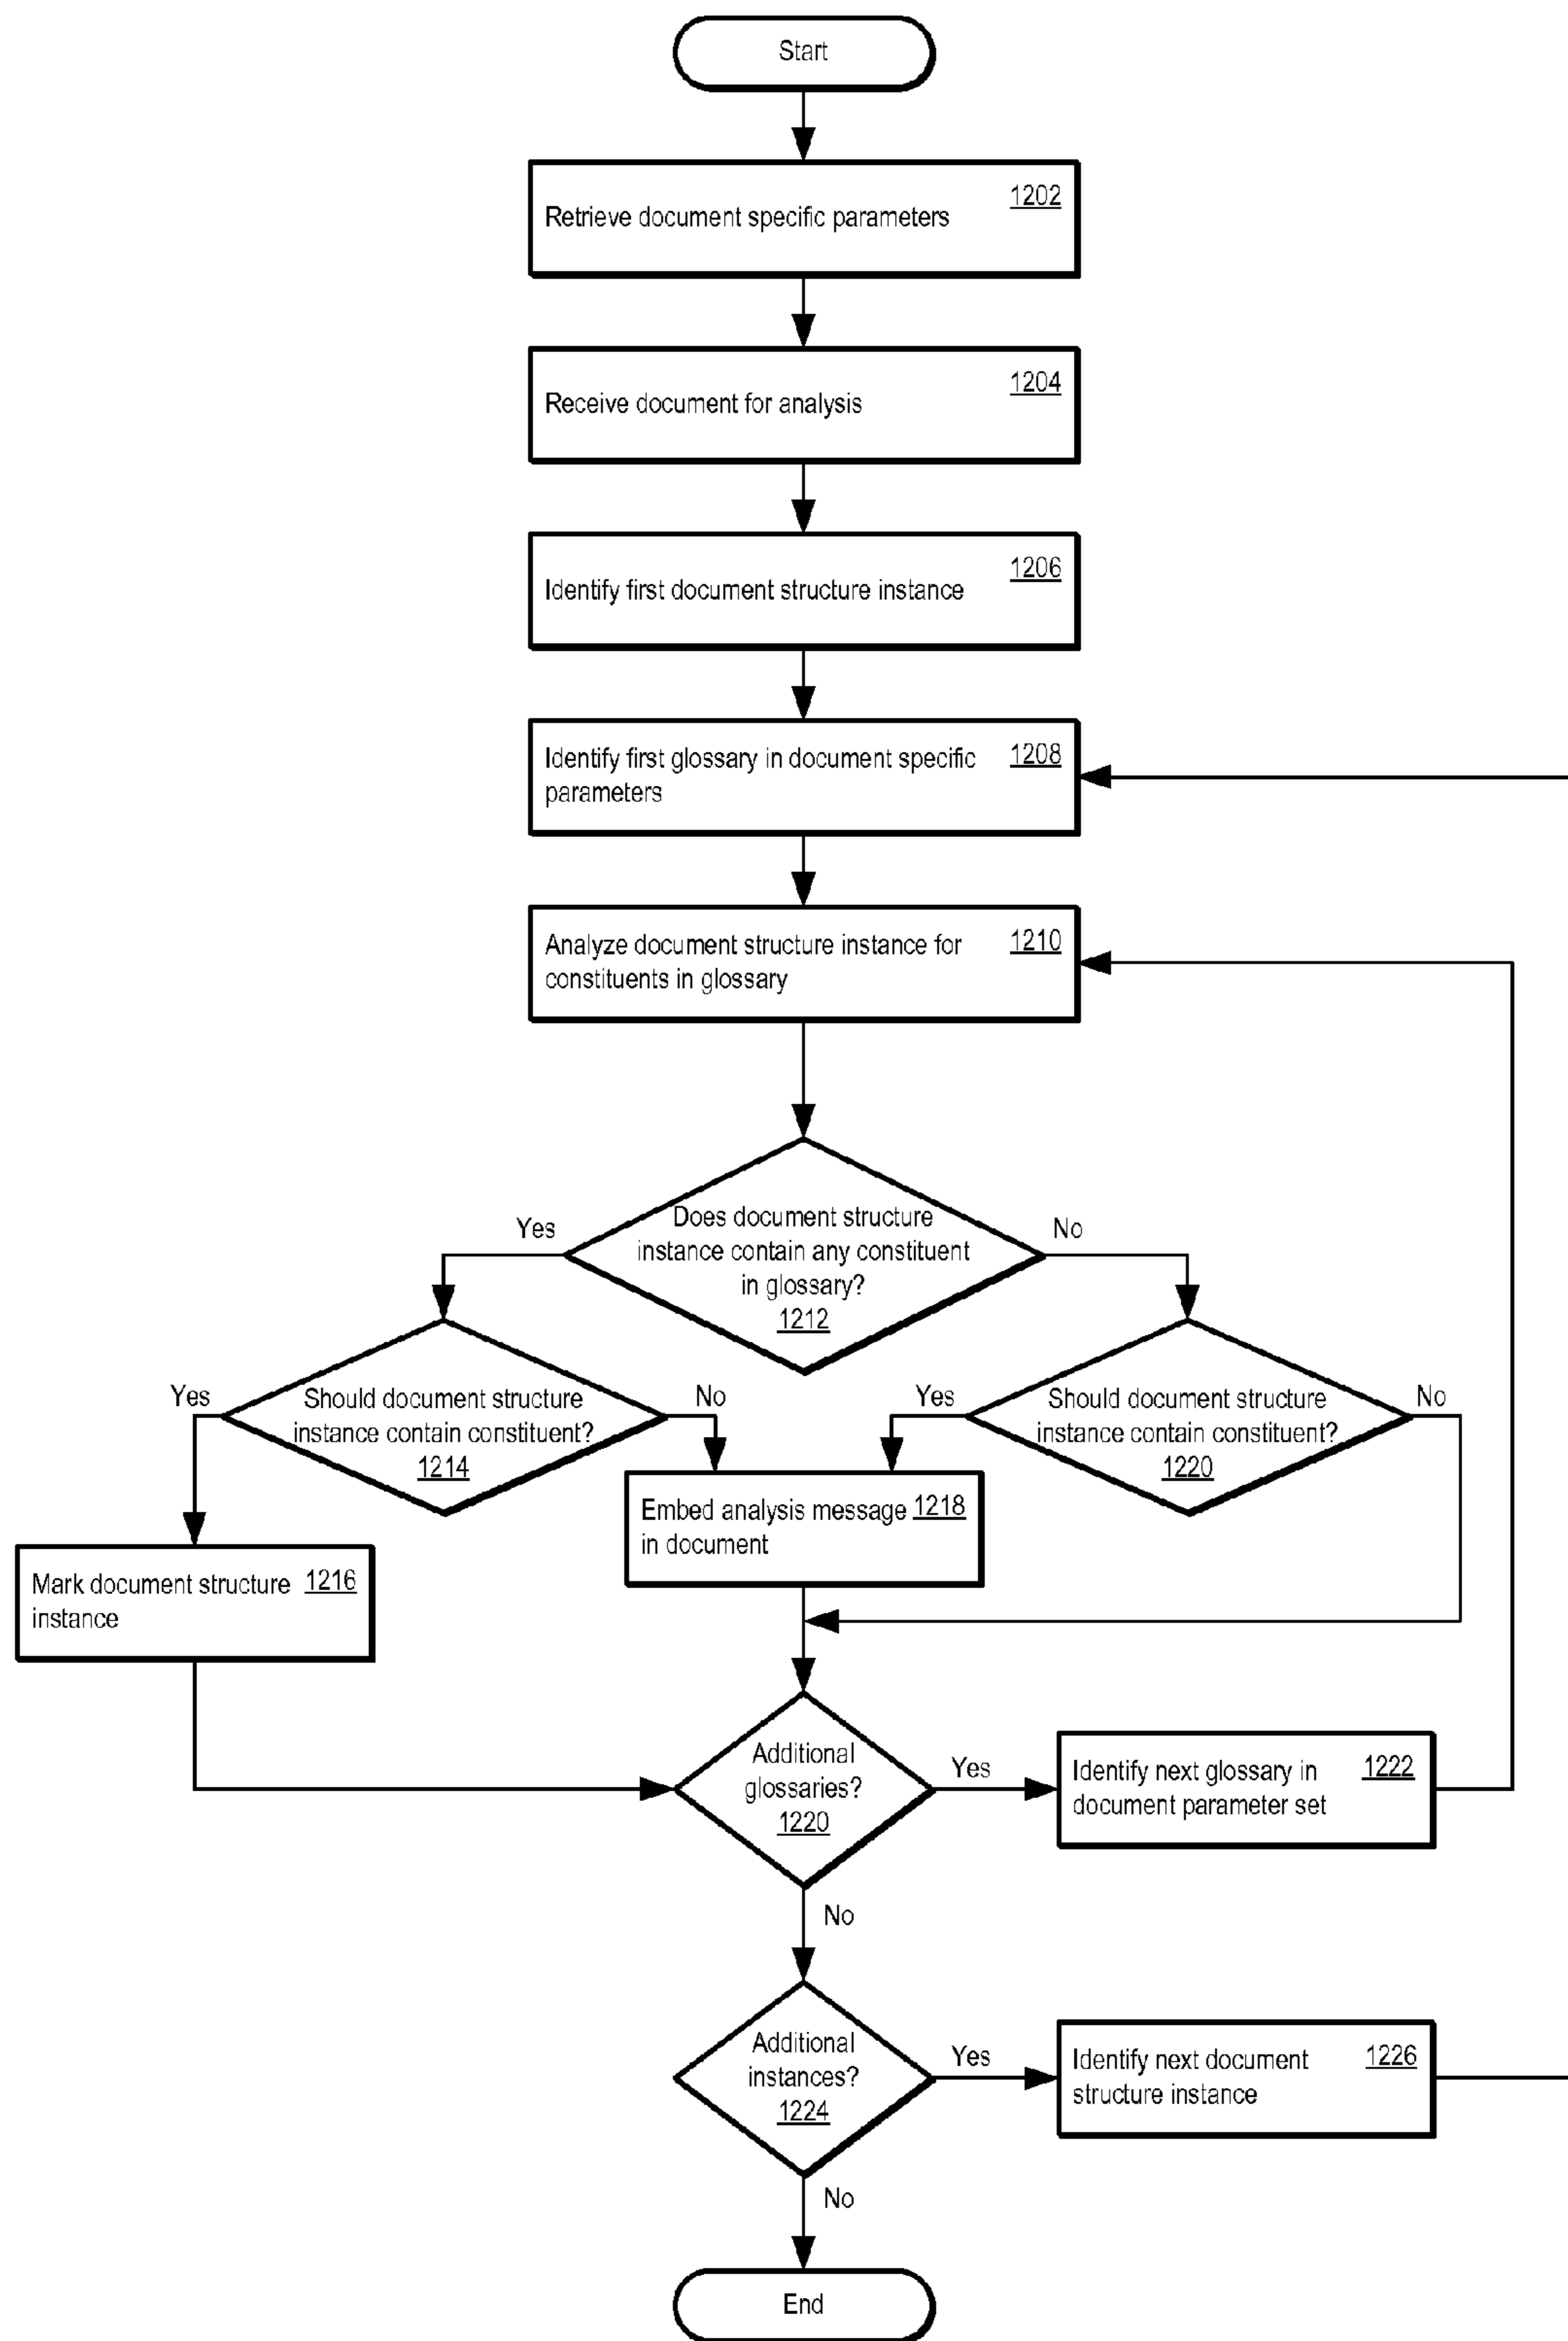 Start
1202
Retrieve document specific parameters
1204
Receive document for analysis
1206
Identify first document structure instance
Identify first glossary in document specific 1208
parameters
Analyze document structure instance for 1210
constituents in glossary
Yes
Does document structure
instance contain any constituent
in glossary?
1212
No
Yes
Should document structure
instance contain constituent?
1214
No
Yes
Should document structure
instance contain constituent?
1220
No
Embed analysis message 1218
in document
Mark document structure 1216
instance
Additional
glossaries?
1220
Yes
Identify next glossary in 1222
document parameter set
No
Additional
instances?
1224
Yes
Identify next document 1226
structure instance
No
End